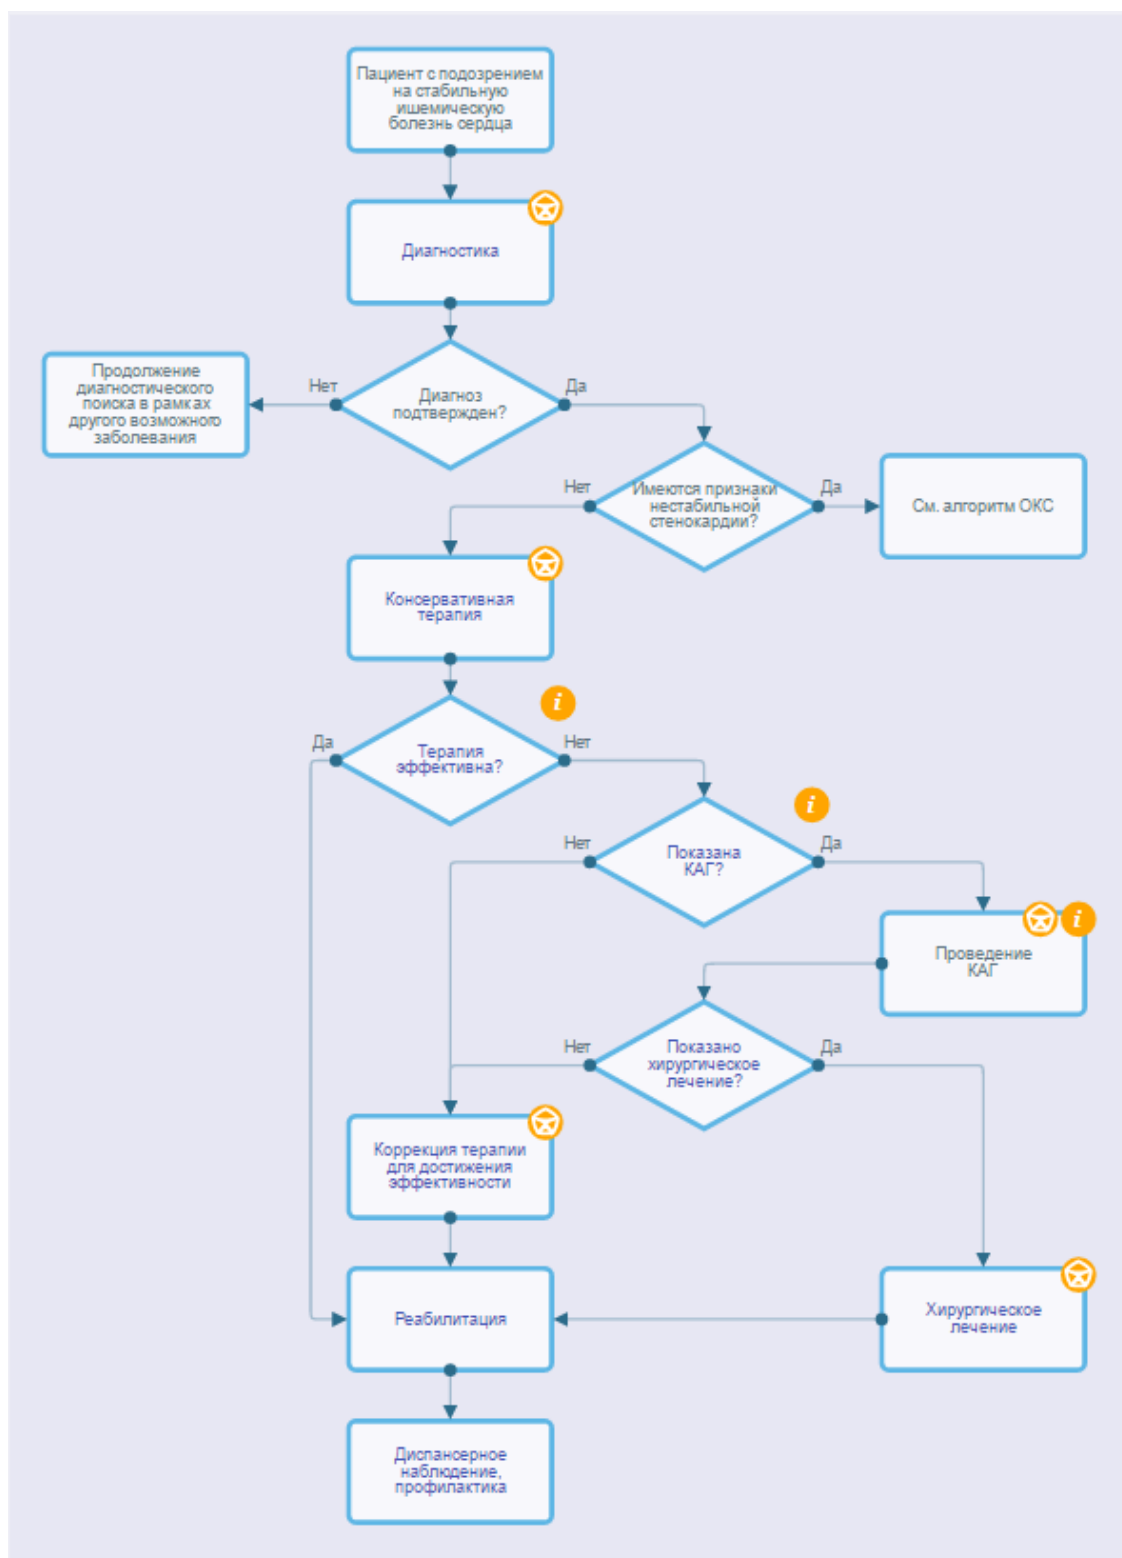 Пациент с подозрением
на стабильную
ишемическую
болезнь сердца
Диагностика
Продолжение
диагностического
поиска в рамках
другого возможного
заболевания
Нет
Диагноз
подтвержден?
Да
Нет
Имеются признаки
нестабильной
стенокардии?
Да
См. алгоритм ОКС
Консервативная
терапия
i
Да
Терапия
эффективна?
Нет
i
Нет
Показана
КАГ?
Да
i
Проведение
КАГ
Нет
Показано
хирургическое
лечение?
Да
Коррекция терапии
для достижения
эффективности
Реабилитация
Хирургическое
лечение
Диспансерное
наблюдение,
профилактика